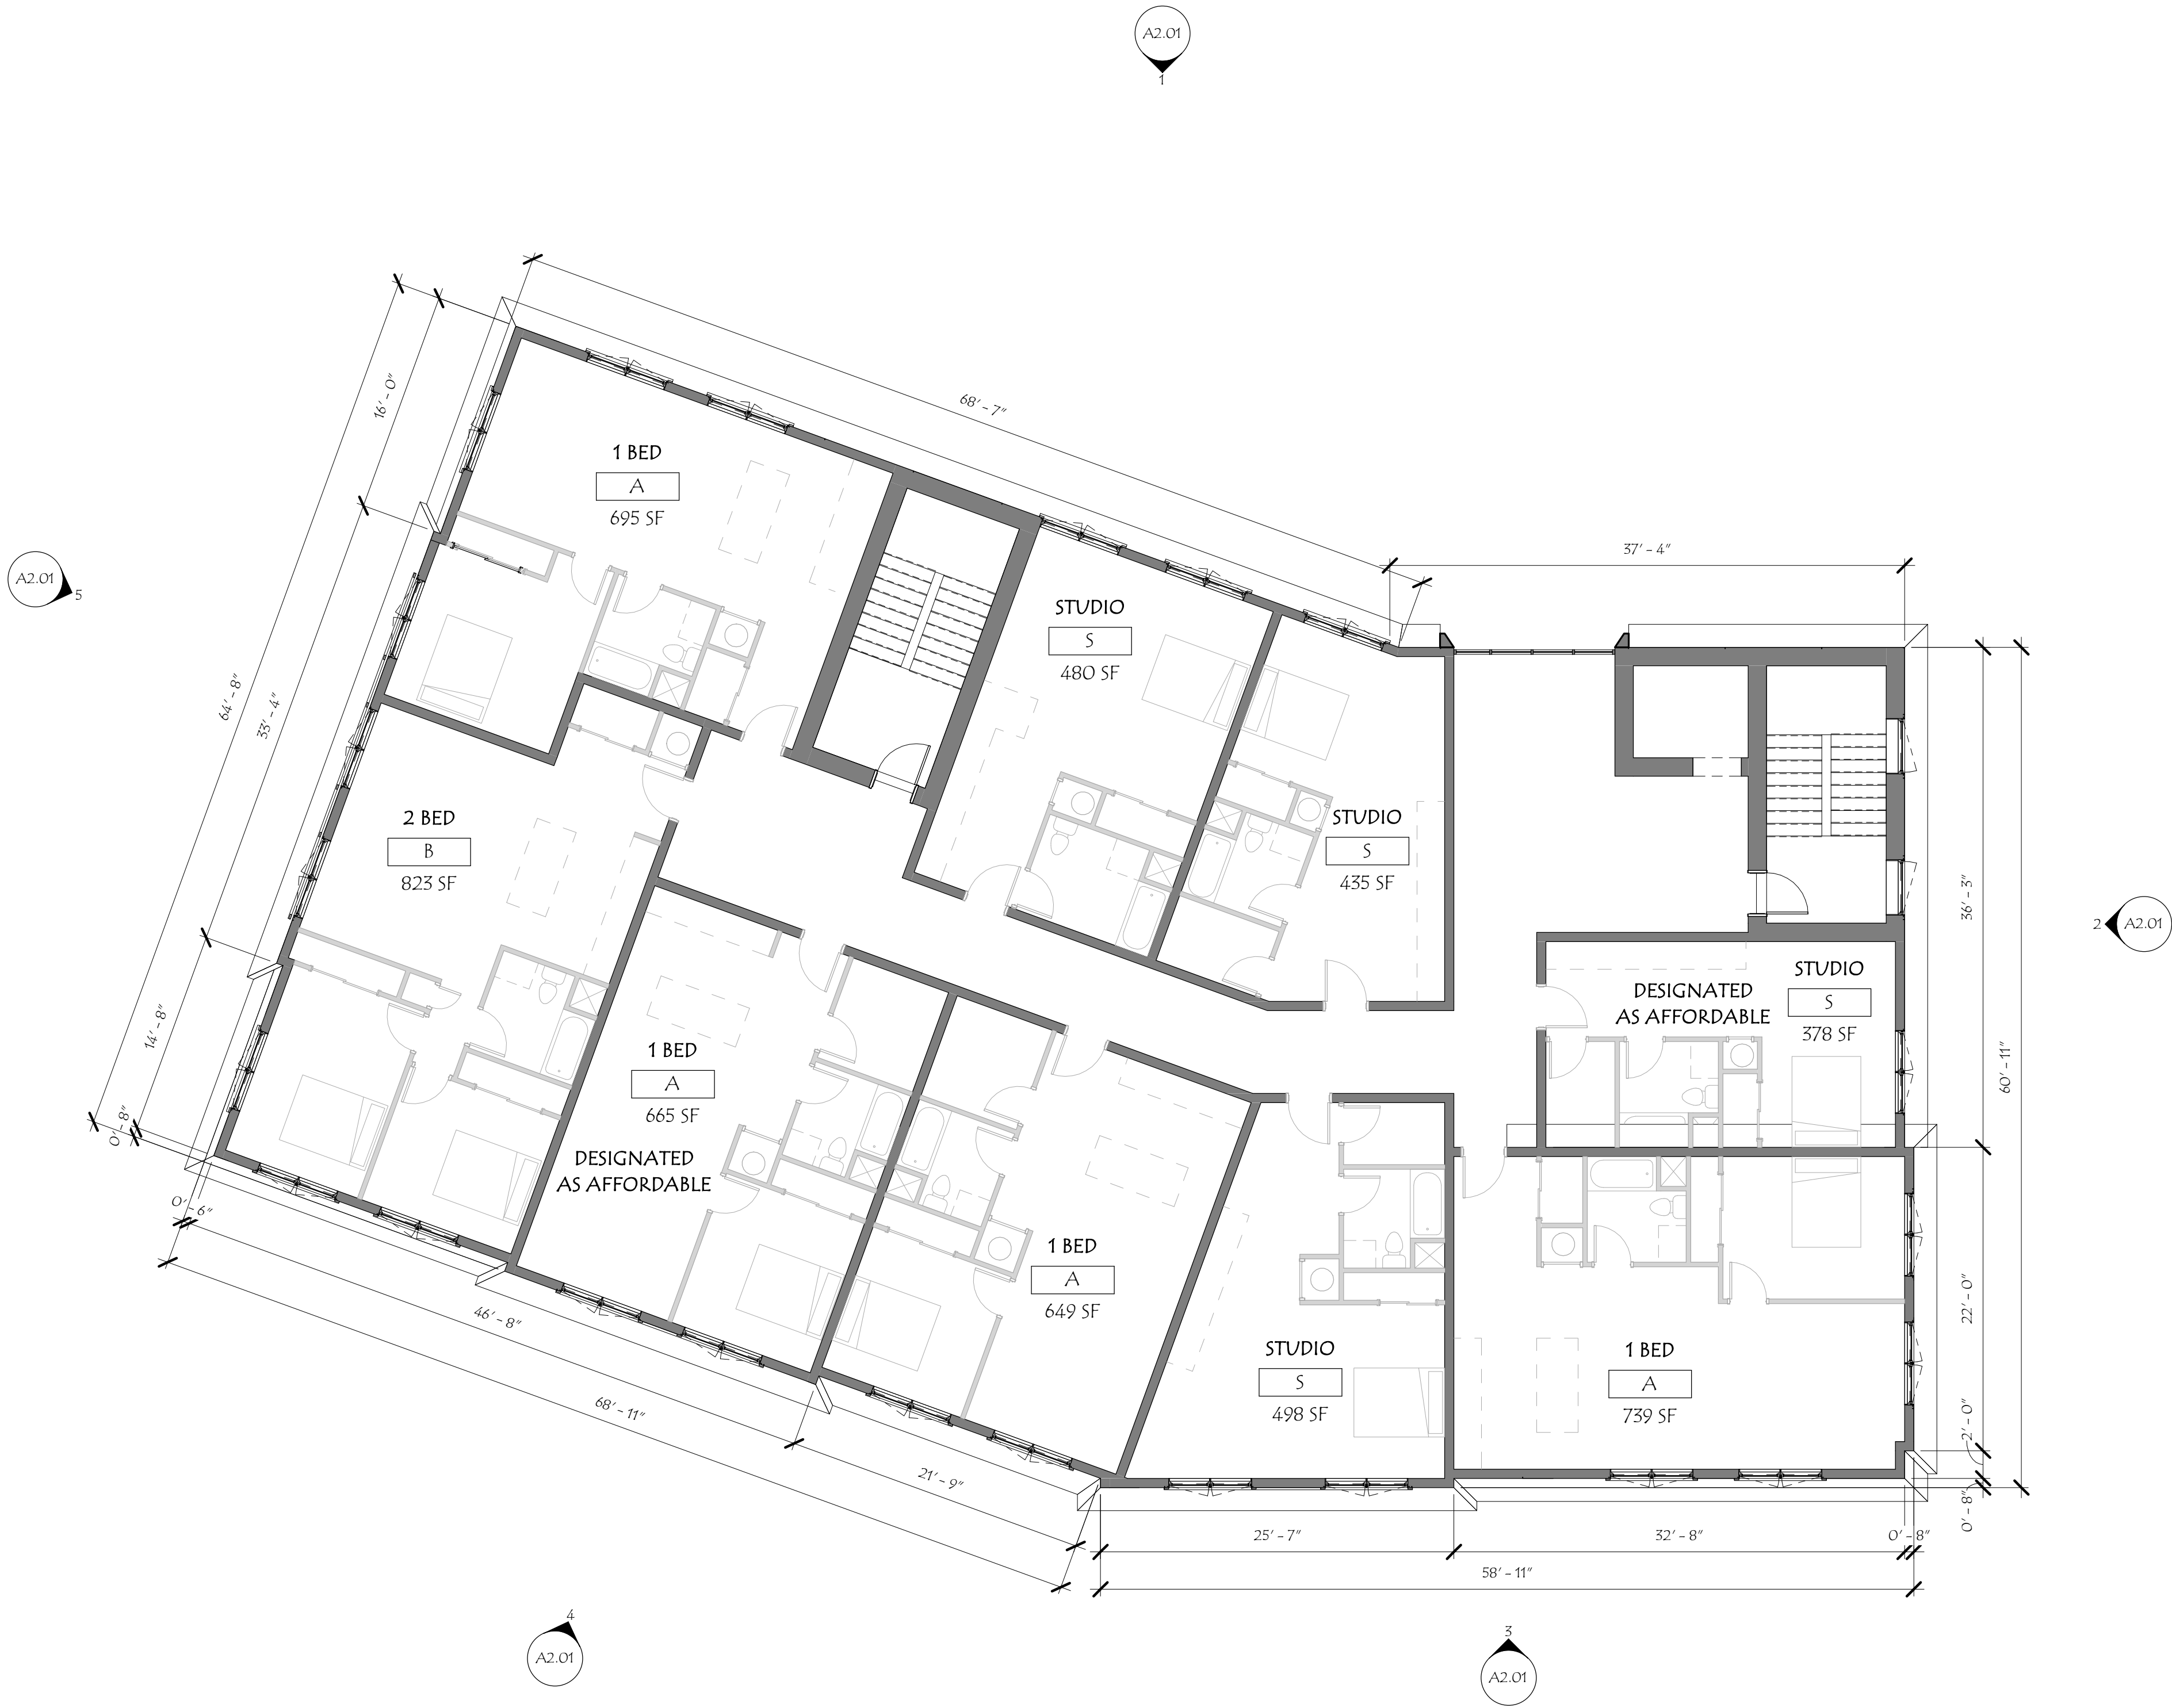 A2.01
1
68' - 7"
16' - 0"
64' - 8"
33' - 4"
14' - 8"
0' - 8"
37' - 4"
36' - 3"
60' - 11"
22' - 0"
2' - 0"
0' - 8"
A2.01
5
2
A2.01
1 BED
A
695 SF
STUDIO
S
480 SF
STUDIO
S
435 SF
2 BED
B
823 SF
STUDIO
S
378 SF
DESIGNATED
AS AFFORDABLE
1 BED
A
665 SF
DESIGNATED
AS AFFORDABLE
1 BED
A
649 SF
STUDIO
S
498 SF
1 BED
A
739 SF
0' - 6"
46' - 8"
68' - 11"
21' - 9"
25' - 7"
32' - 8"
0' - 8"
58' - 11"
4
A2.01
3
A2.01